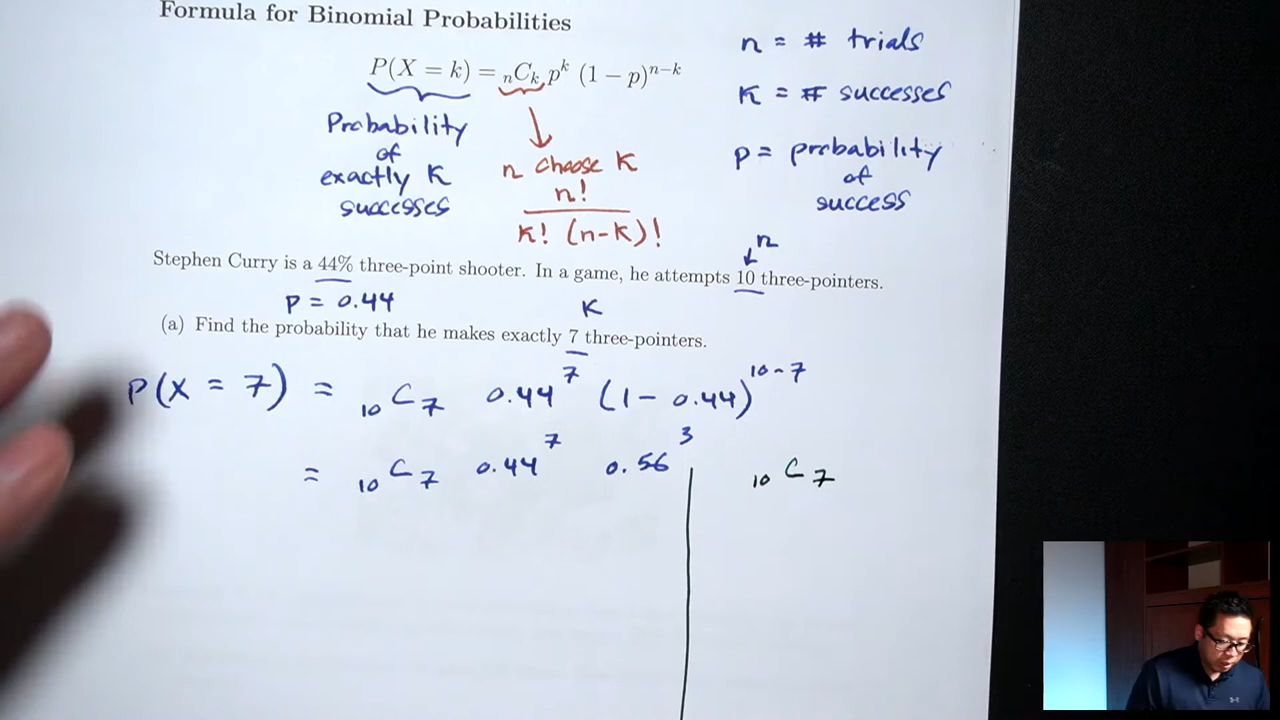 Formula for Binomial Probabilities
P(X = k) = nCk p^k (1 − p)^(n−k)
Probability
of
exactly K
successes
n choose K
n!
K! (n-K)!
n = # trials
K = # successes
p = probability
of
success
n
Stephen Curry is a 44% three-point shooter. In a game, he attempts 10 three-pointers.
P = 0.44
K
(a) Find the probability that he makes exactly 7 three-pointers.
P(X = 7) = 10C7 0.44^7 (1 - 0.44)^(10-7)
= 10C7 0.44^7 0.56^3
10C7